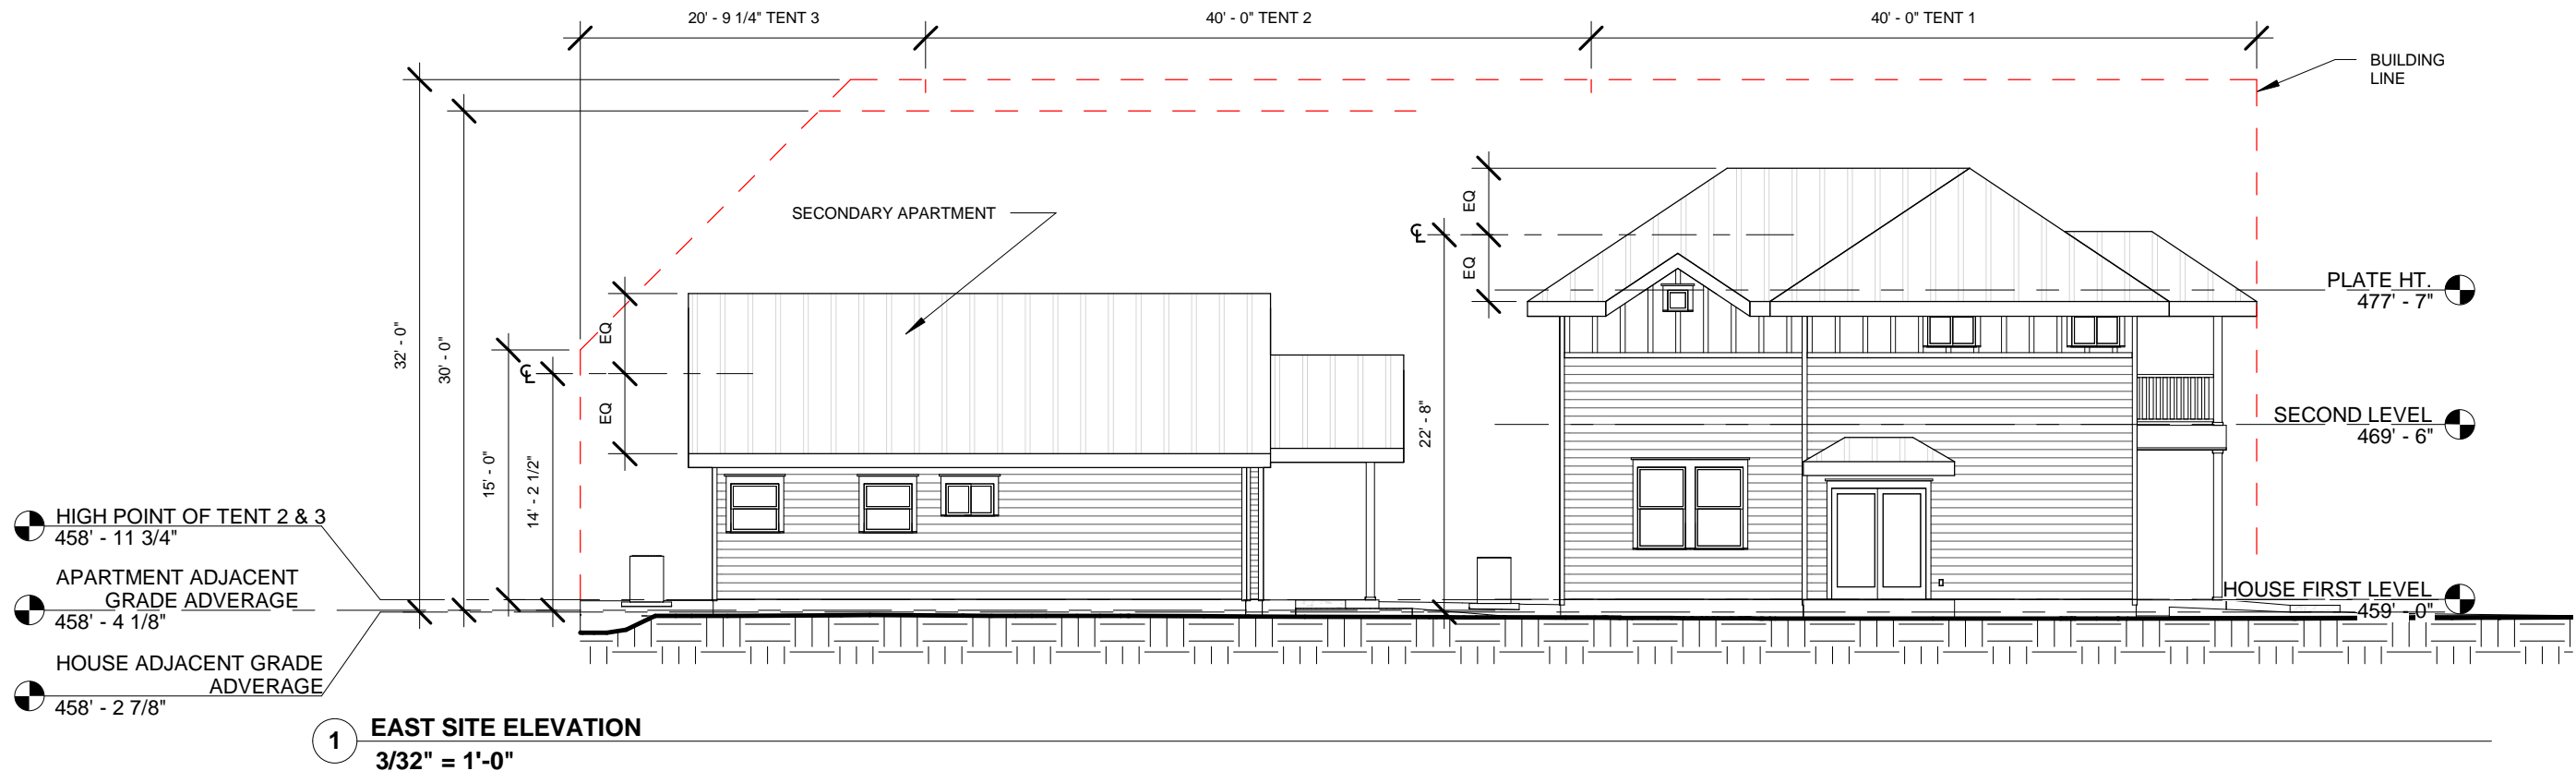 20' - 9 1/4" TENT 3
40' - 0" TENT 2
40' - 0" TENT 1
BUILDING
LINE
SECONDARY APARTMENT
32' - 0"
30' - 0"
15' - 0"
14' - 2 1/2"
22' - 8"
EQ
EQ
EQ
EQ
℄
℄
PLATE HT.
477' - 7"
SECOND LEVEL
469' - 6"
HOUSE FIRST LEVEL
459' - 0"
HIGH POINT OF TENT 2 & 3
458' - 11 3/4"
APARTMENT ADJACENT
GRADE ADVERAGE
458' - 4 1/8"
HOUSE ADJACENT GRADE
ADVERAGE
458' - 2 7/8"
1
EAST SITE ELEVATION
3/32" = 1'-0"